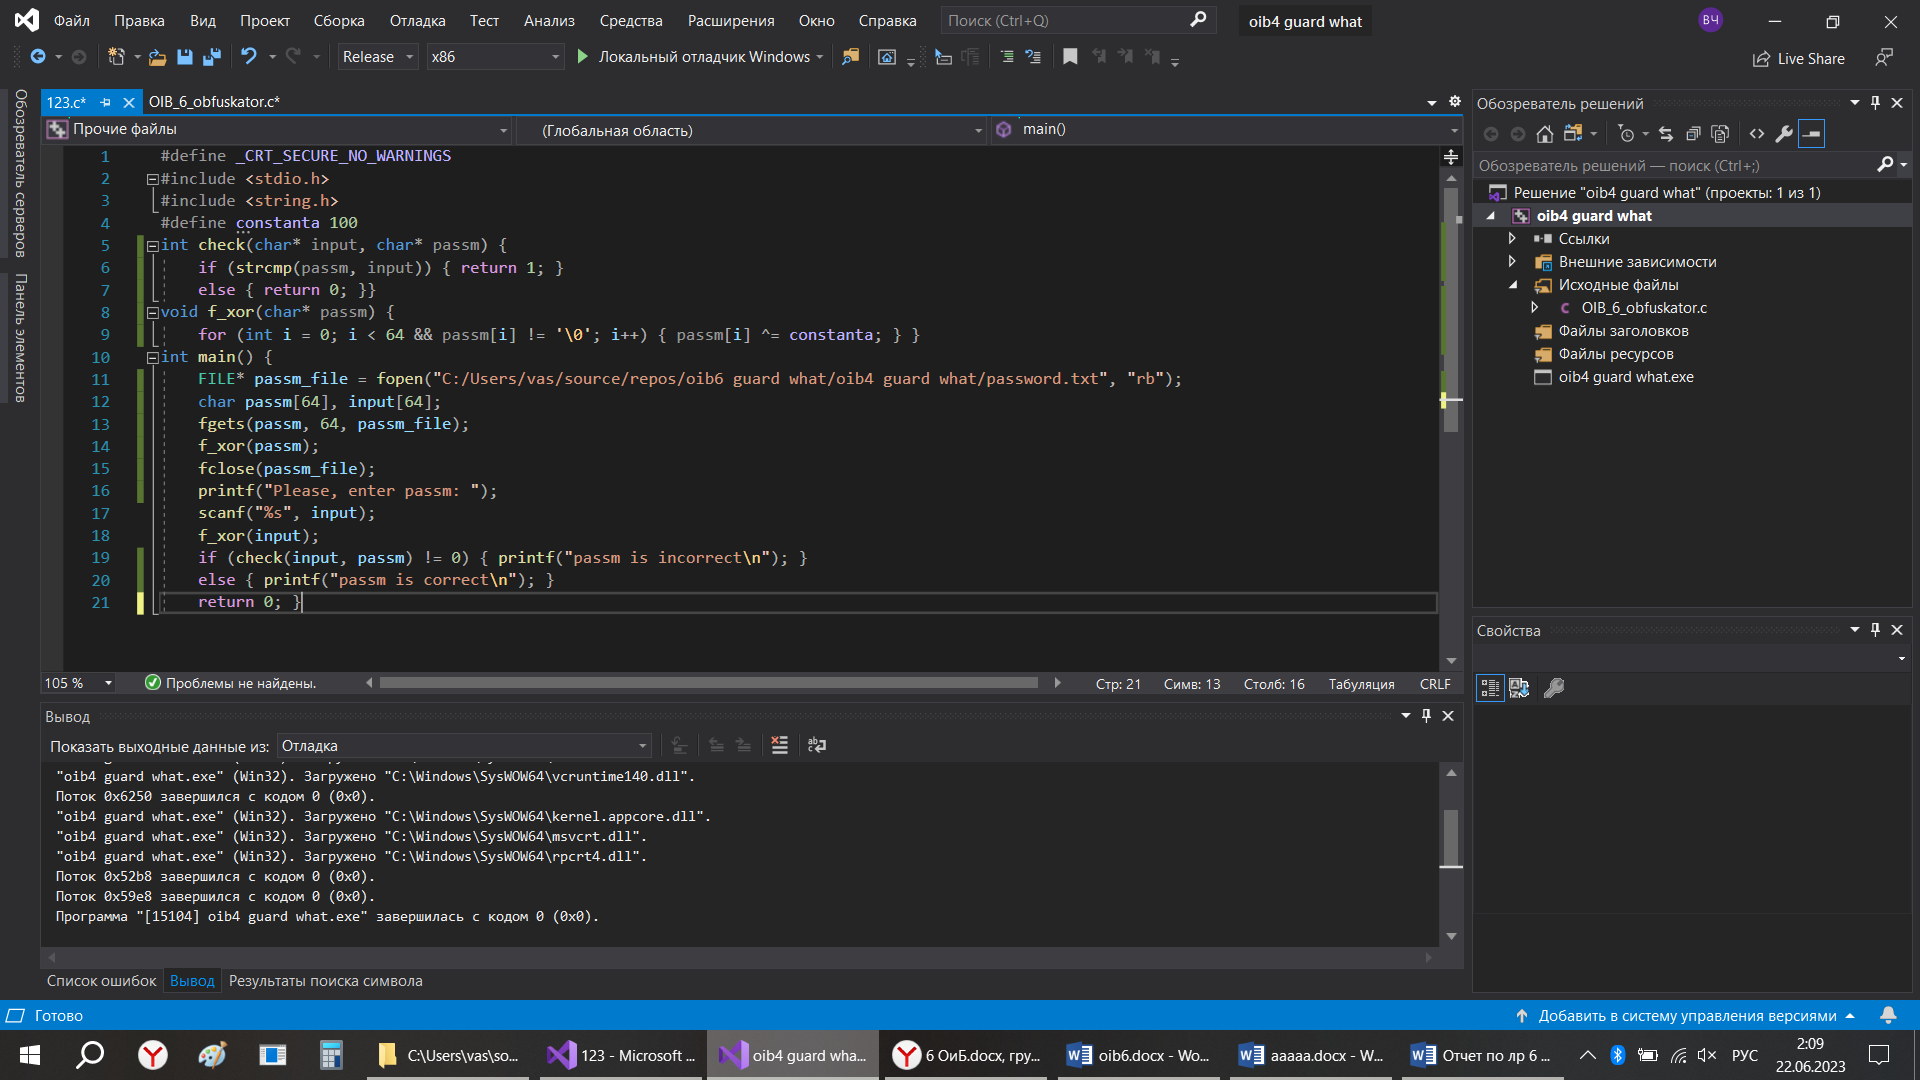 Файл Правка Вид Проект Сборка Отладка Тест Анализ Средства Расширения Окно Справка Поиск (Ctrl+Q) oib4 guard what ВЧ
Release x86 Локальный отладчик Windows Live Share
Обозреватель серверов
Панель элементов
123.c* OIB_6_obfuskator.c*
Прочие файлы (Глобальная область) main()
1 #define _CRT_SECURE_NO_WARNINGS
2 #include <stdio.h>
3 #include <string.h>
4 #define constanta 100
5 int check(char* input, char* passm) {
6 if (strcmp(passm, input)) { return 1; }
7 else { return 0; }}
8 void f_xor(char* passm) {
9 for (int i = 0; i < 64 && passm[i] != '\0'; i++) { passm[i] ^= constanta; } }
10 int main() {
11 FILE* passm_file = fopen("C:/Users/vas/source/repos/oib6 guard what/oib4 guard what/password.txt", "rb");
12 char passm[64], input[64];
13 fgets(passm, 64, passm_file);
14 f_xor(passm);
15 fclose(passm_file);
16 printf("Please, enter passm: ");
17 scanf("%s", input);
18 f_xor(input);
19 if (check(input, passm) != 0) { printf("passm is incorrect\n"); }
20 else { printf("passm is correct\n"); }
21 return 0; }
105 % Проблемы не найдены. Стр: 21 Симв: 13 Столб: 16 Табуляция CRLF
Вывод
Показать выходные данные из: Отладка
"oib4 guard what.exe" (Win32). Загружено "C:\Windows\SysWOW64\vcruntime140.dll".
Поток 0x6250 завершился с кодом 0 (0x0).
"oib4 guard what.exe" (Win32). Загружено "C:\Windows\SysWOW64\kernel.appcore.dll".
"oib4 guard what.exe" (Win32). Загружено "C:\Windows\SysWOW64\msvcrt.dll".
"oib4 guard what.exe" (Win32). Загружено "C:\Windows\SysWOW64\rpcrt4.dll".
Поток 0x52b8 завершился с кодом 0 (0x0).
Поток 0x59e8 завершился с кодом 0 (0x0).
Программа "[15104] oib4 guard what.exe" завершилась с кодом 0 (0x0).
Список ошибок Вывод Результаты поиска символа
Обозреватель решений
Обозреватель решений — поиск (Ctrl+;)
Решение "oib4 guard what" (проекты: 1 из 1)
oib4 guard what
Ссылки
Внешние зависимости
Исходные файлы
OIB_6_obfuskator.c
Файлы заголовков
Файлы ресурсов
oib4 guard what.exe
Свойства
Готово Добавить в систему управления версиями
C:\Users\vas\so... 123 - Microsoft ... oib4 guard wha... 6 ОиБ.docx, гру... oib6.docx - Wo... aaaaa.docx - W... Отчет по лр 6 ... РУС 2:09
22.06.2023